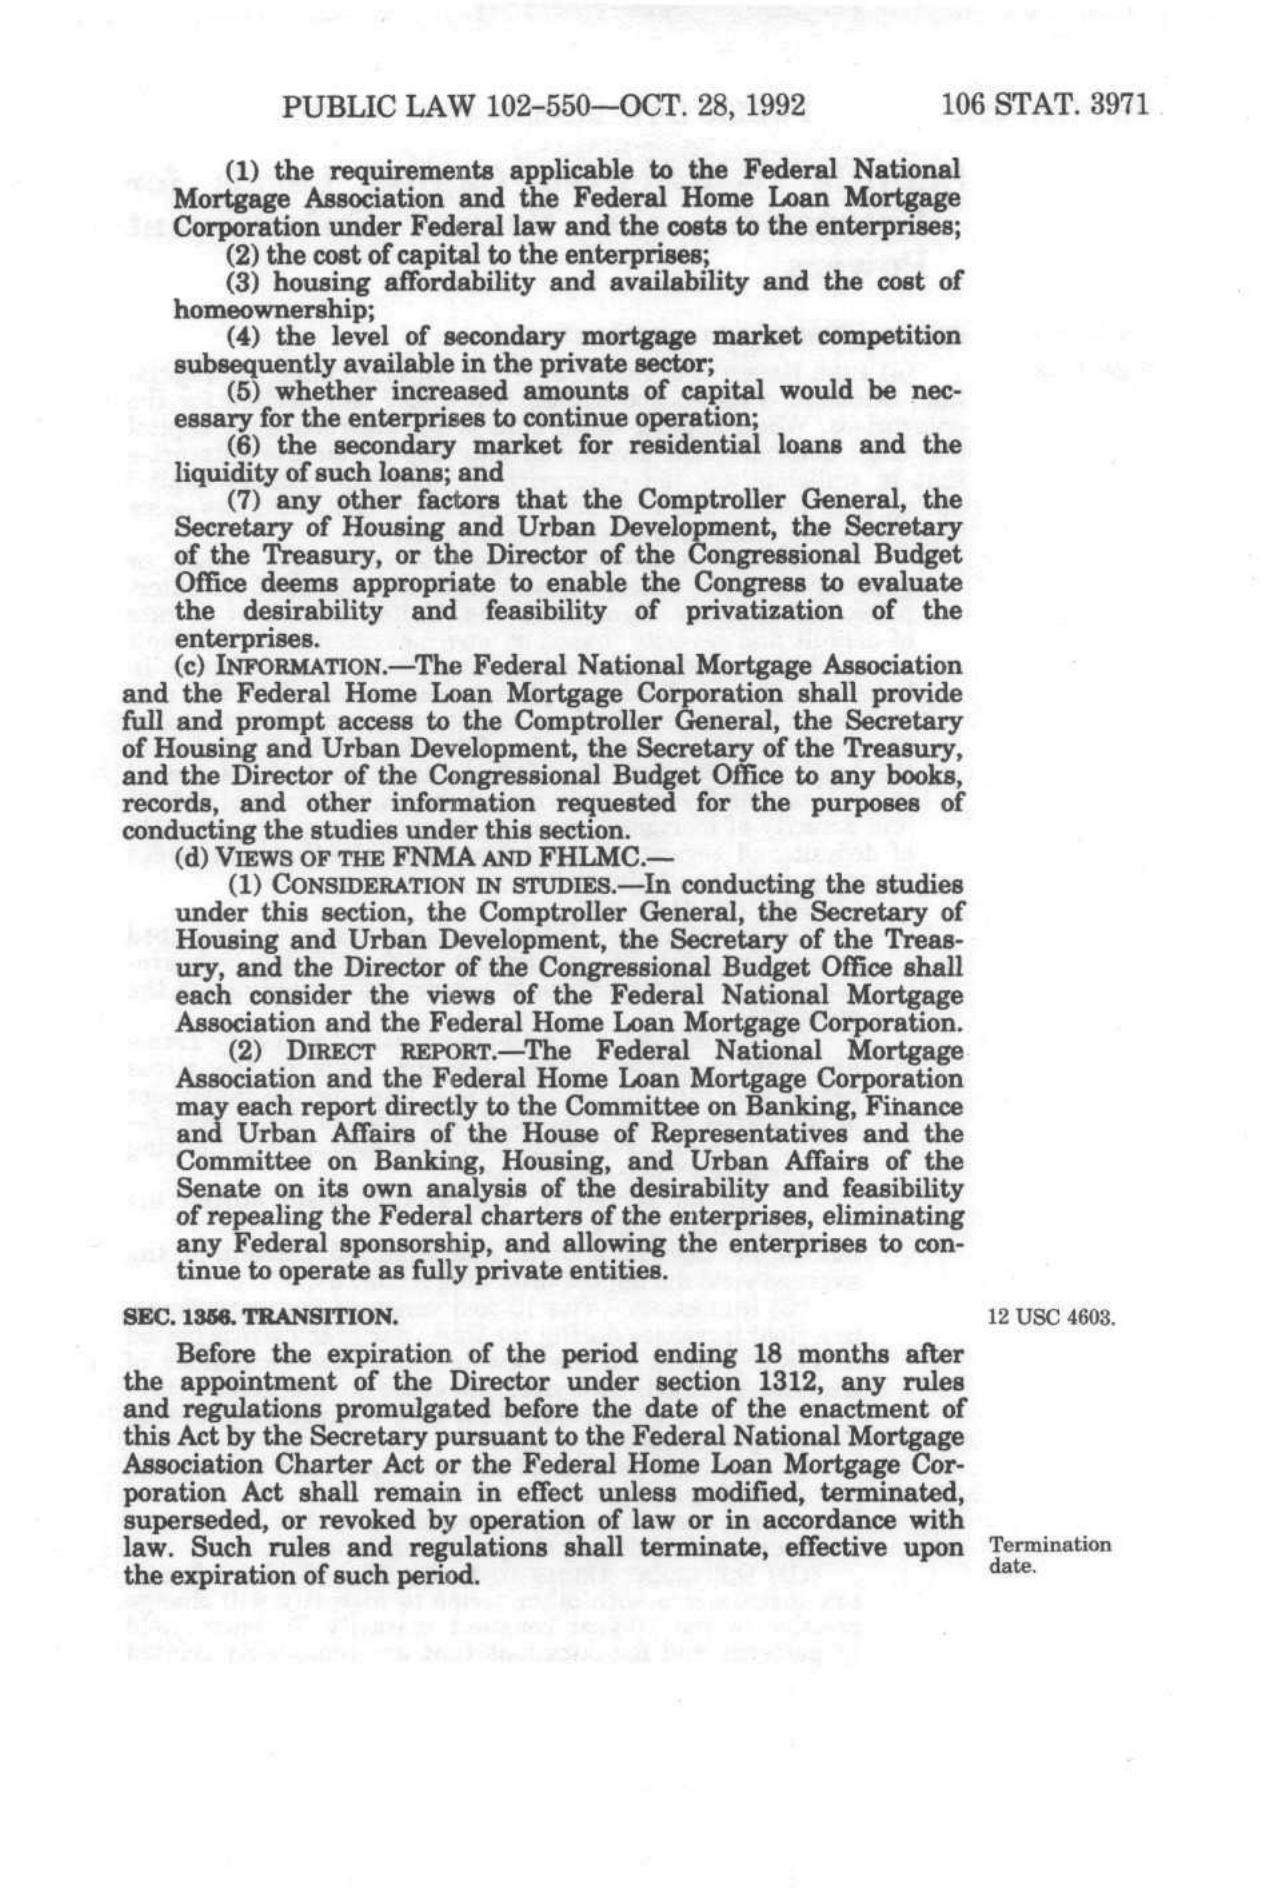 PUBLIC LAW 102–550—OCT. 28, 1992 106 STAT. 3971
(1) the requirements applicable to the Federal National
Mortgage Association and the Federal Home Loan Mortgage
Corporation under Federal law and the costs to the enterprises;
(2) the cost of capital to the enterprises;
(3) housing affordability and availability and the cost of
homeownership;
(4) the level of secondary mortgage market competition
subsequently available in the private sector;
(5) whether increased amounts of capital would be nec-
essary for the enterprises to continue operation;
(6) the secondary market for residential loans and the
liquidity of such loans; and
(7) any other factors that the Comptroller General, the
Secretary of Housing and Urban Development, the Secretary
of the Treasury, or the Director of the Congressional Budget
Office deems appropriate to enable the Congress to evaluate
the desirability and feasibility of privatization of the
enterprises.
(c) INFORMATION.—The Federal National Mortgage Association
and the Federal Home Loan Mortgage Corporation shall provide
full and prompt access to the Comptroller General, the Secretary
of Housing and Urban Development, the Secretary of the Treasury,
and the Director of the Congressional Budget Office to any books,
records, and other information requested for the purposes of
conducting the studies under this section.
(d) VIEWS OF THE FNMA AND FHLMC.—
(1) CONSIDERATION IN STUDIES.—In conducting the studies
under this section, the Comptroller General, the Secretary of
Housing and Urban Development, the Secretary of the Treas-
ury, and the Director of the Congressional Budget Office shall
each consider the views of the Federal National Mortgage
Association and the Federal Home Loan Mortgage Corporation.
(2) DIRECT REPORT.—The Federal National Mortgage
Association and the Federal Home Loan Mortgage Corporation
may each report directly to the Committee on Banking, Finance
and Urban Affairs of the House of Representatives and the
Committee on Banking, Housing, and Urban Affairs of the
Senate on its own analysis of the desirability and feasibility
of repealing the Federal charters of the enterprises, eliminating
any Federal sponsorship, and allowing the enterprises to con-
tinue to operate as fully private entities.
SEC. 1356. TRANSITION. 12 USC 4603.
Before the expiration of the period ending 18 months after
the appointment of the Director under section 1312, any rules
and regulations promulgated before the date of the enactment of
this Act by the Secretary pursuant to the Federal National Mortgage
Association Charter Act or the Federal Home Loan Mortgage Cor-
poration Act shall remain in effect unless modified, terminated,
superseded, or revoked by operation of law or in accordance with
law. Such rules and regulations shall terminate, effective upon
the expiration of such period.
Termination
date.